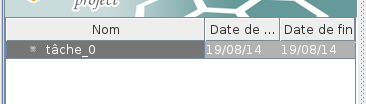 project
Nom Date de ... Date de fin
tâche_0 19/08/14 19/08/14